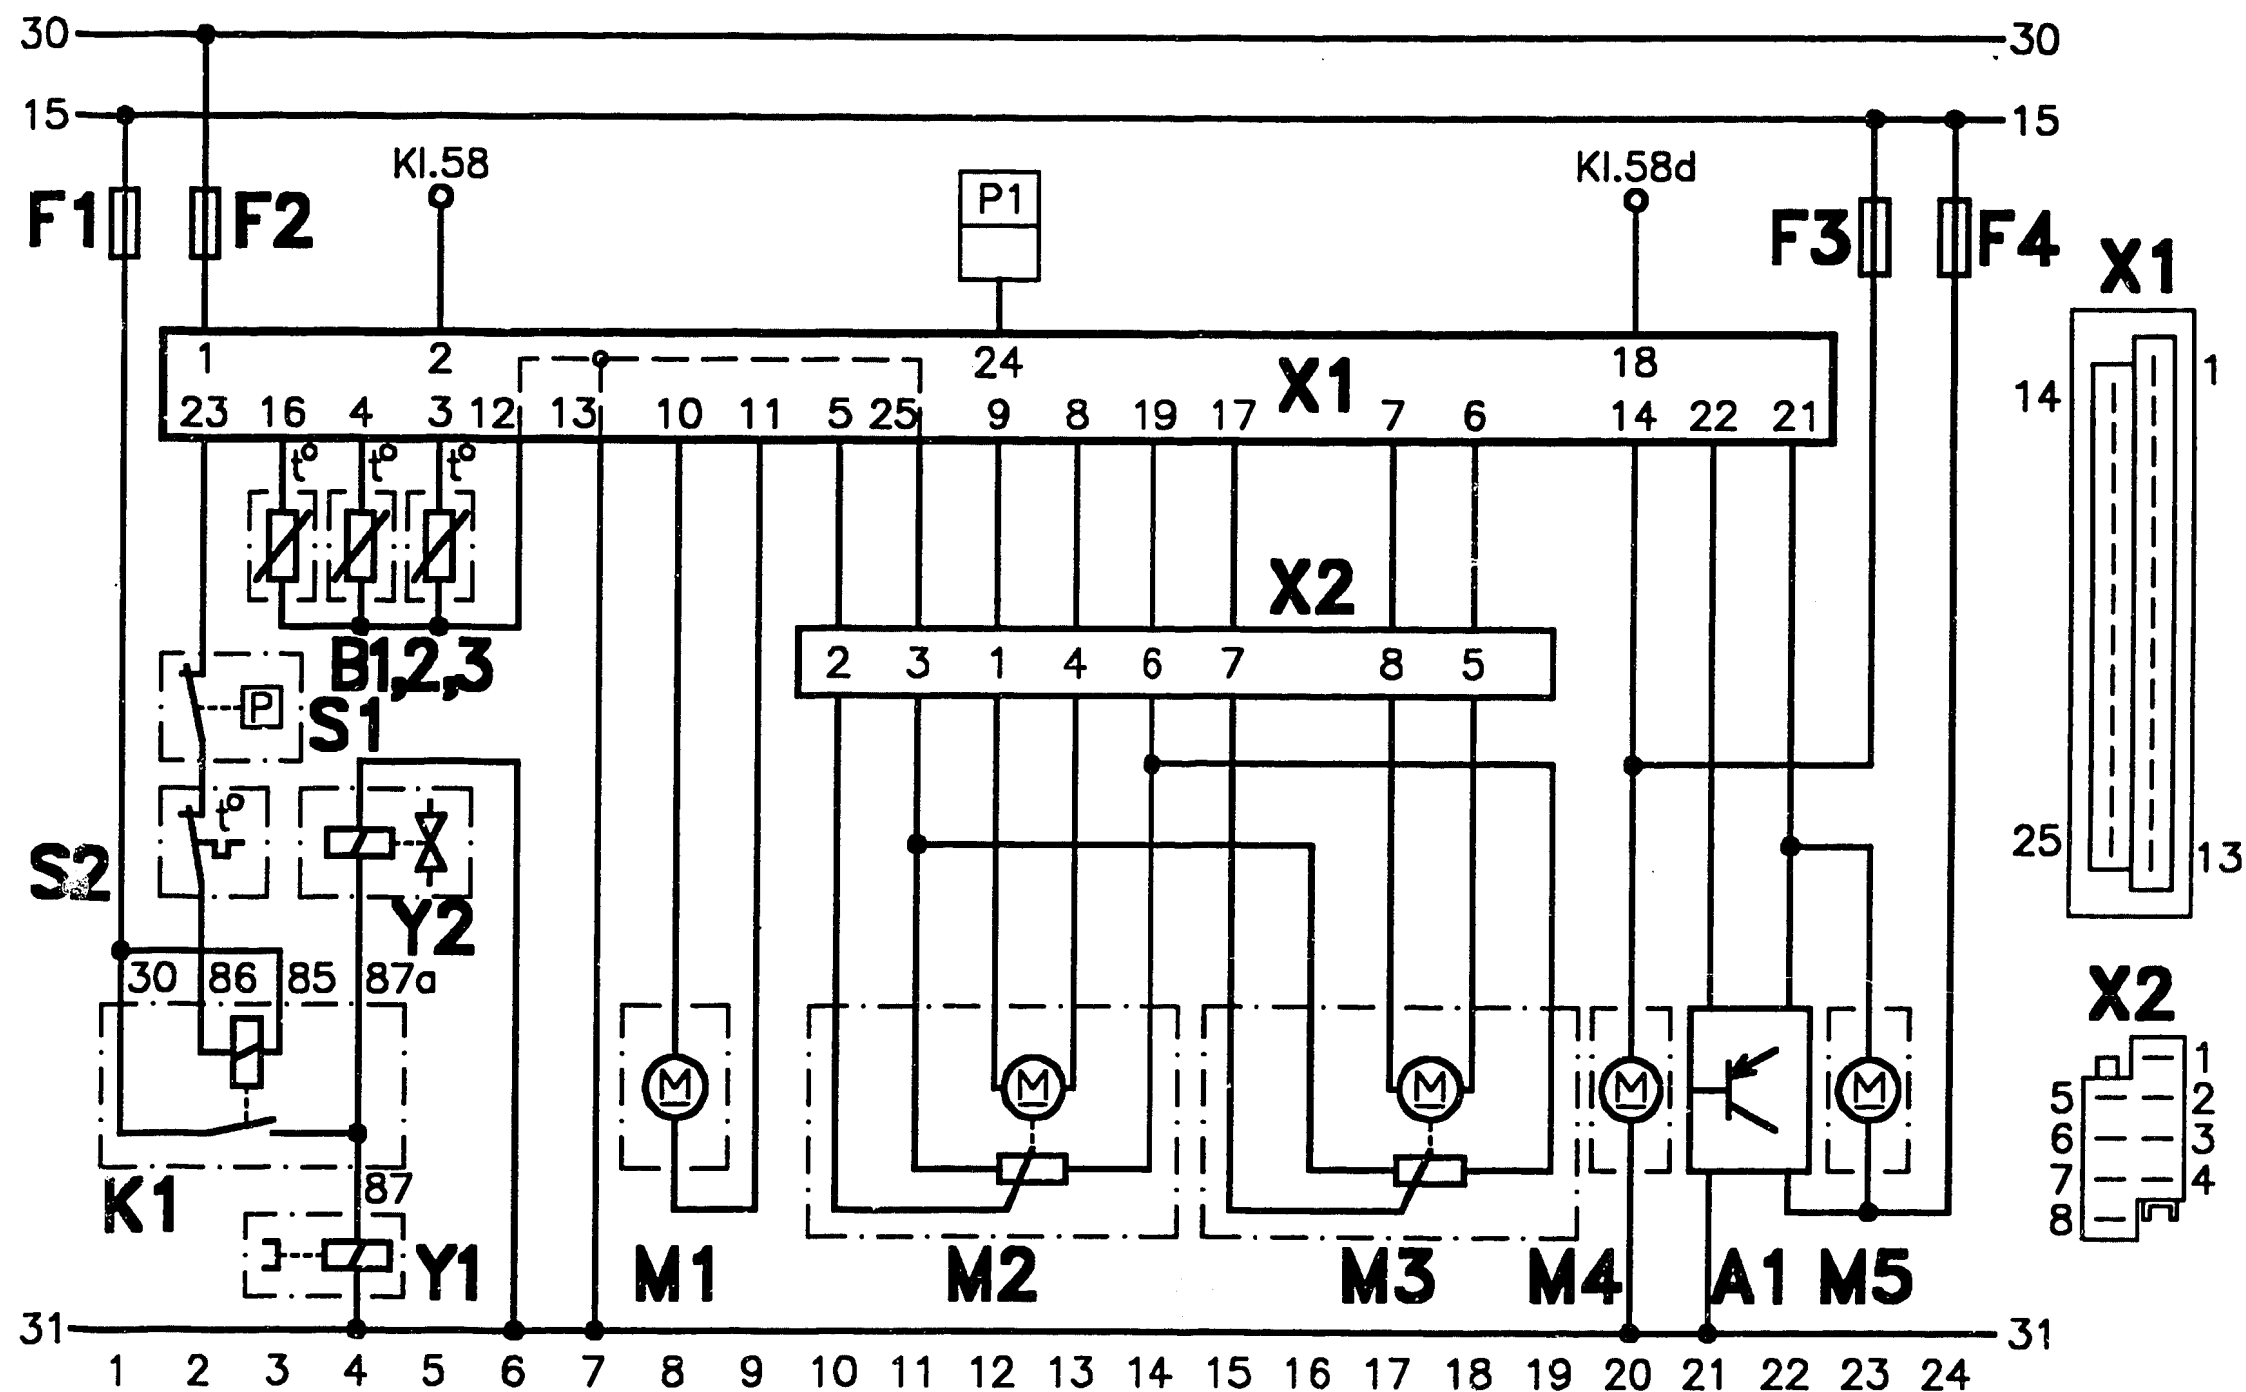 30 30
15 15
Kl.58 P1 Kl.58d
F1 F2 F3 F4 X1
1 2 24 18
23 16 4 3 12 13 10 11 5 25 9 8 19 17 X1 7 6 14 22 21
t° t° t°
14 1
X2
2 3 1 4 6 7 8 5
B1,2,3
P S1
t°
S2 25 13
Y2
30 86 85 87a
X2
M M M M M
1
5 2
6 3
7 4
8
K1 87
Y1 M1 M2 M3 M4 A1 M5
31 31
1 2 3 4 5 6 7 8 9 10 11 12 13 14 15 16 17 18 19 20 21 22 23 24